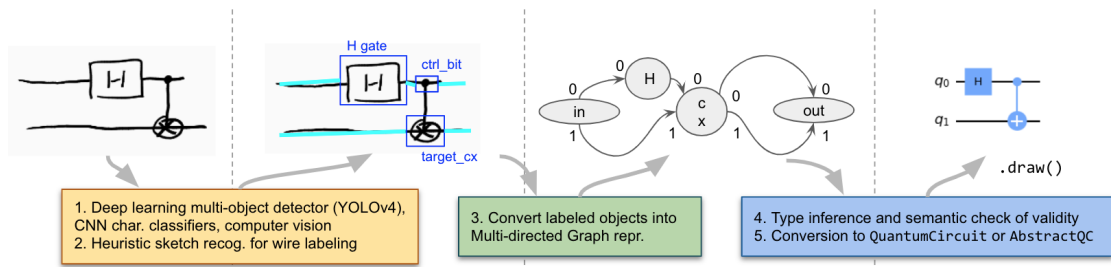 H
H gate
ctrl_bit
H
target_cx
0
0
0
0
H
c
x
in
out
1
1
1
1
q0
H
q1
.draw()
1. Deep learning multi-object detector (YOLOv4),
CNN char. classifiers, computer vision
2. Heuristic sketch recog. for wire labeling
3. Convert labeled objects into
Multi-directed Graph repr.
4. Type inference and semantic check of validity
5. Conversion to QuantumCircuit or AbstractQC